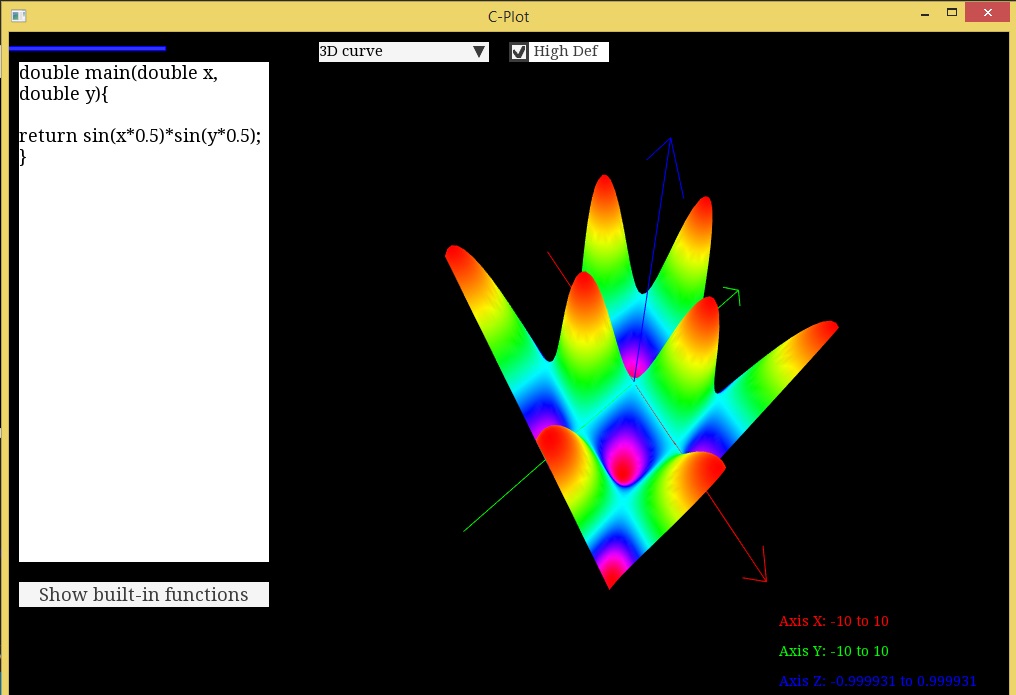 C-Plot
3D curve
High Def
double main(double x,
double y){
return sin(x*0.5)*sin(y*0.5);
}
Show built-in functions
Axis X: -10 to 10
Axis Y: -10 to 10
Axis Z: -0.999931 to 0.999931